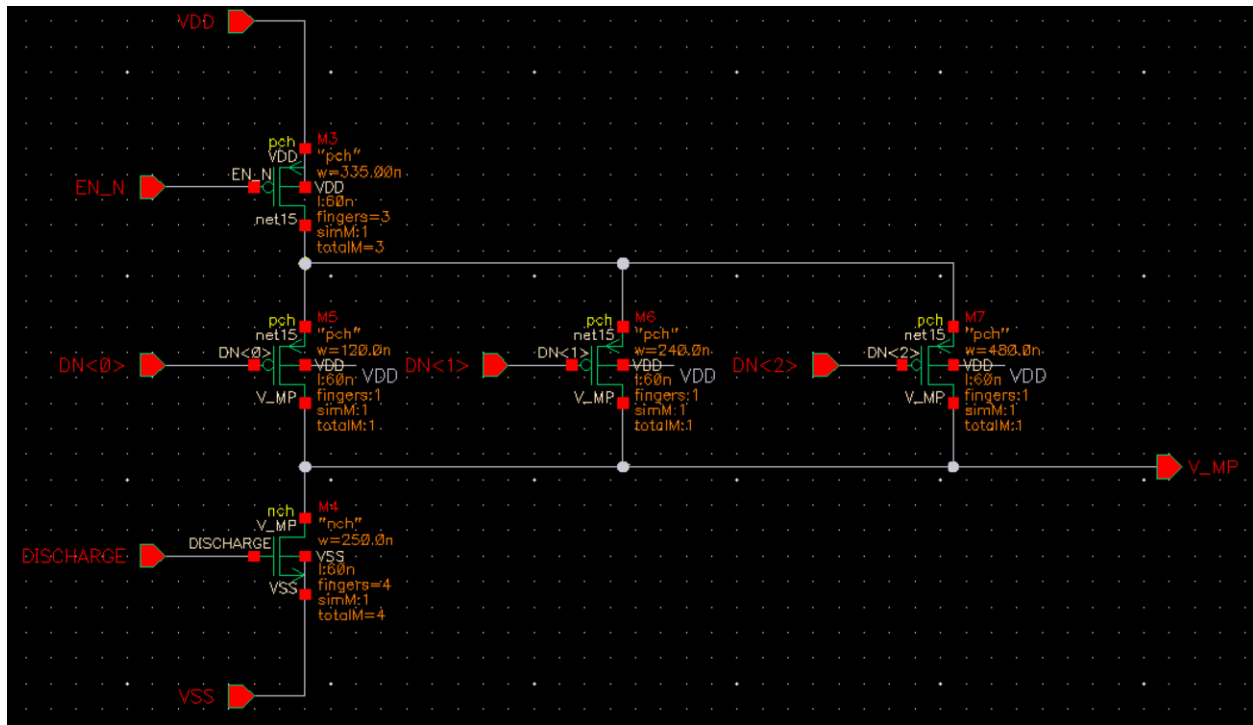 VDD
pch
M3
VDD
"pch"
w=335.00n
EN_N
EN_N
VDD
l:60n
fingers=3
net15
simM:1
totalM=3
pch
M5
net15
"pch"
w=120.0n
DN<0>
DN<0>
VDD
VDD
l:60n
fingers:1
V_MP
simM:1
totalM:1
pch
M6
net15
"pch"
w=240.0n
DN<1>
DN<1>
VDD
VDD
l:60n
fingers:1
V_MP
simM:1
totalM:1
pch
M7
net15
"pch"
w=480.0n
DN<2>
DN<2>
VDD
VDD
l:60n
fingers:1
V_MP
simM:1
totalM:1
V_MP
nch
M4
V_MP
"nch"
w=250.0n
DISCHARGE
DISCHARGE
VSS
l:60n
fingers=4
VSS
simM:1
totalM=4
VSS